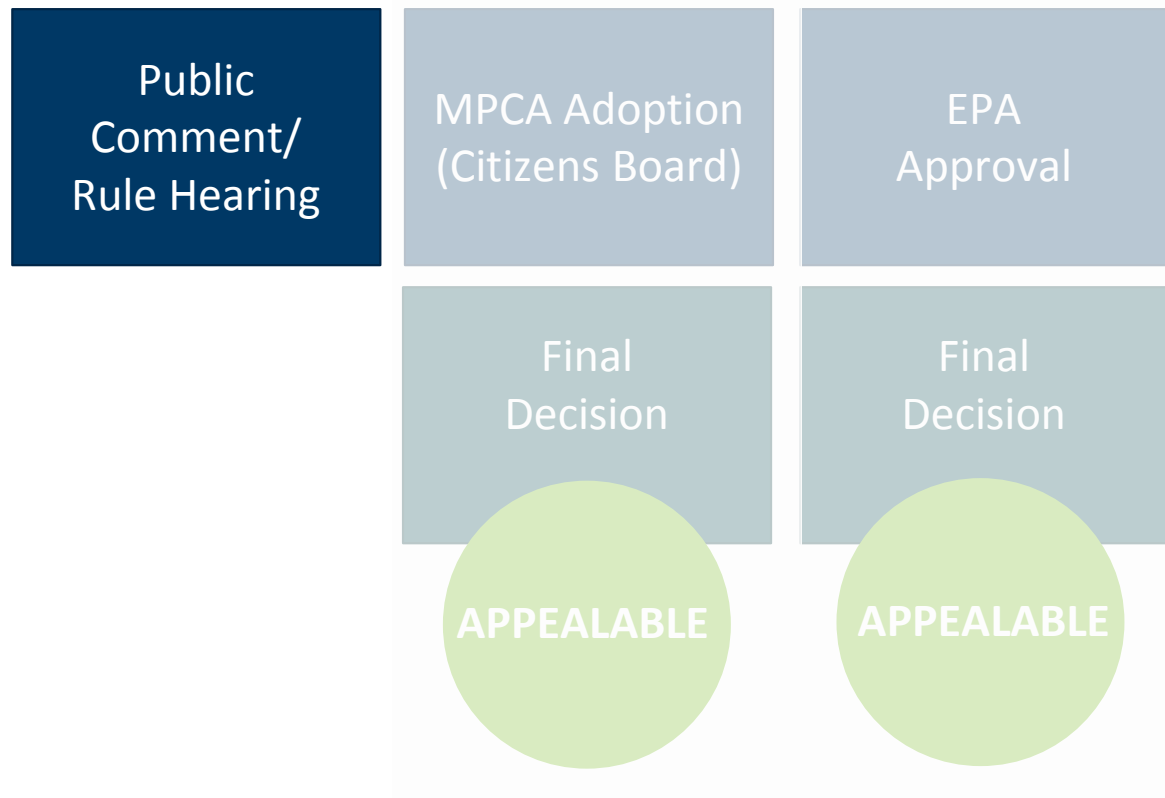 Public
Comment/
Rule Hearing
MPCA Adoption
(Citizens Board)
EPA
Approval
Final
Decision
Final
Decision
APPEALABLE
APPEALABLE